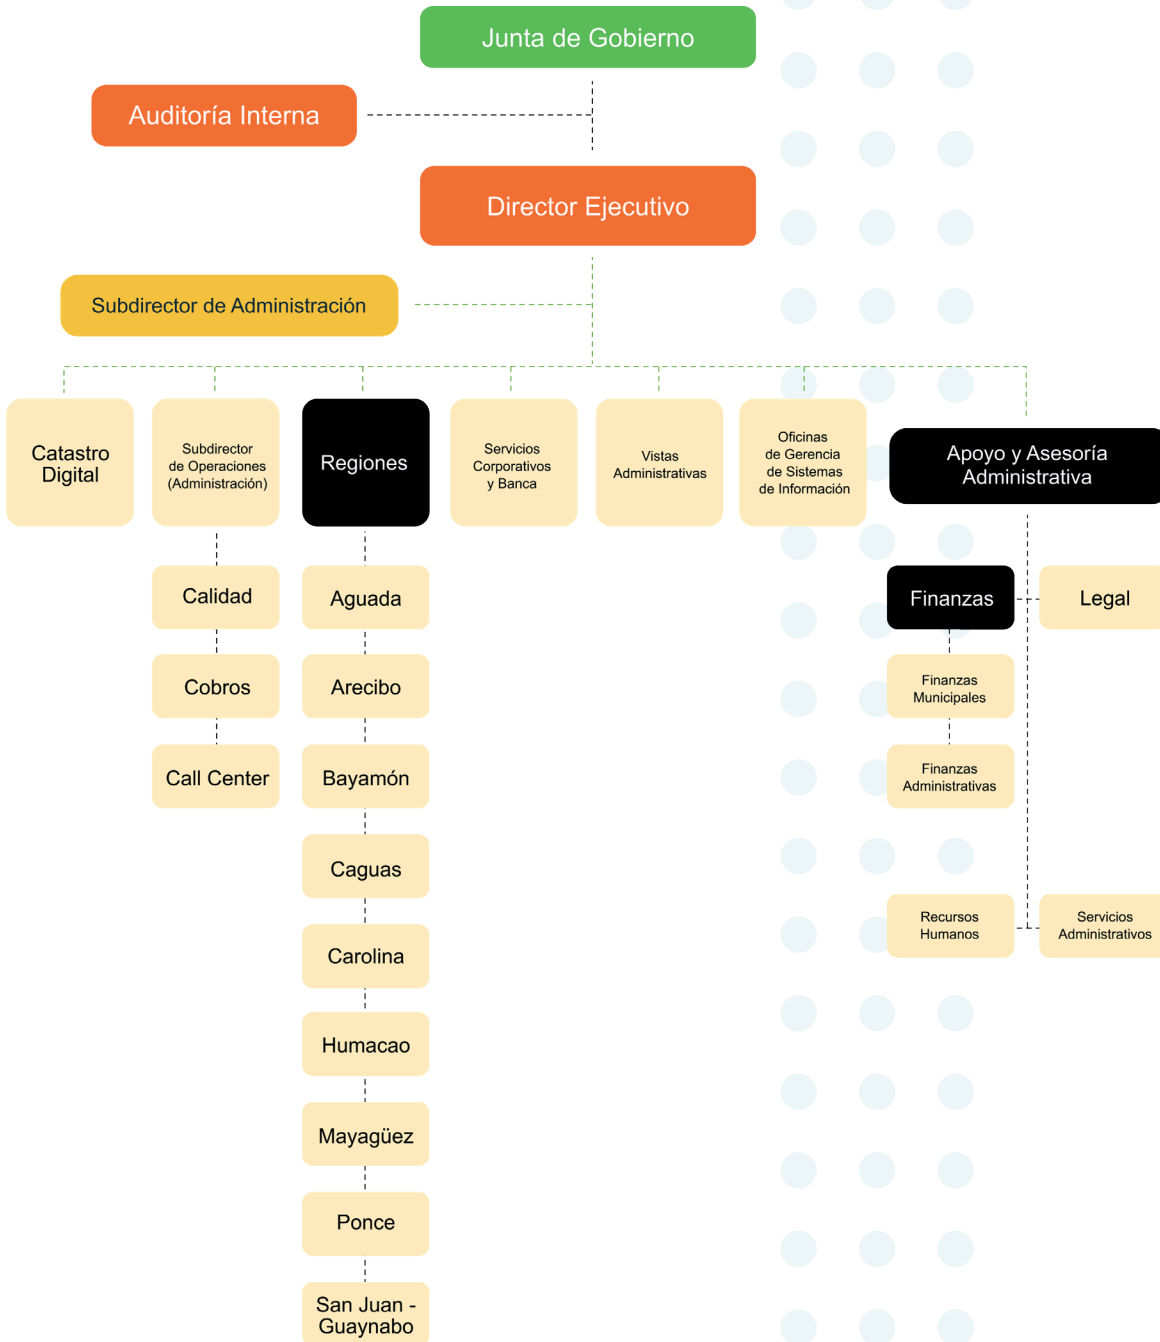 Junta de Gobierno
Auditoría Interna
Director Ejecutivo
Subdirector de Administración
Catastro
Digital
Subdirector
de Operaciones
(Administración)
Regiones
Servicios
Corporativos
y Banca
Vistas
Administrativas
Oficinas
de Gerencia
de Sistemas
de Información
Apoyo y Asesoría
Administrativa
Calidad
Cobros
Call Center
Aguada
Arecibo
Bayamón
Caguas
Carolina
Humacao
Mayagüez
Ponce
San Juan -
Guaynabo
Finanzas
Legal
Finanzas
Municipales
Finanzas
Administrativas
Recursos
Humanos
Servicios
Administrativos